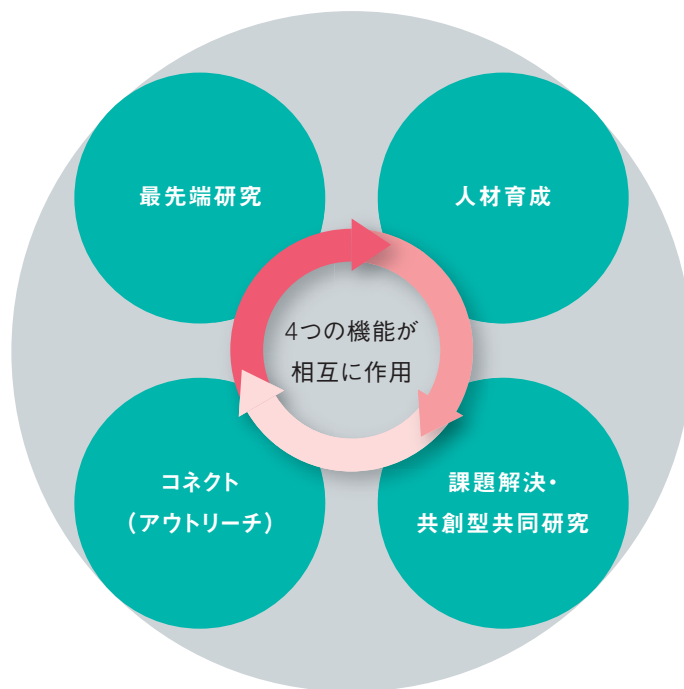 最先端研究
人材育成
4つの機能が
相互に作用
コネクト
（アウトリーチ）
課題解決・
共創型共同研究